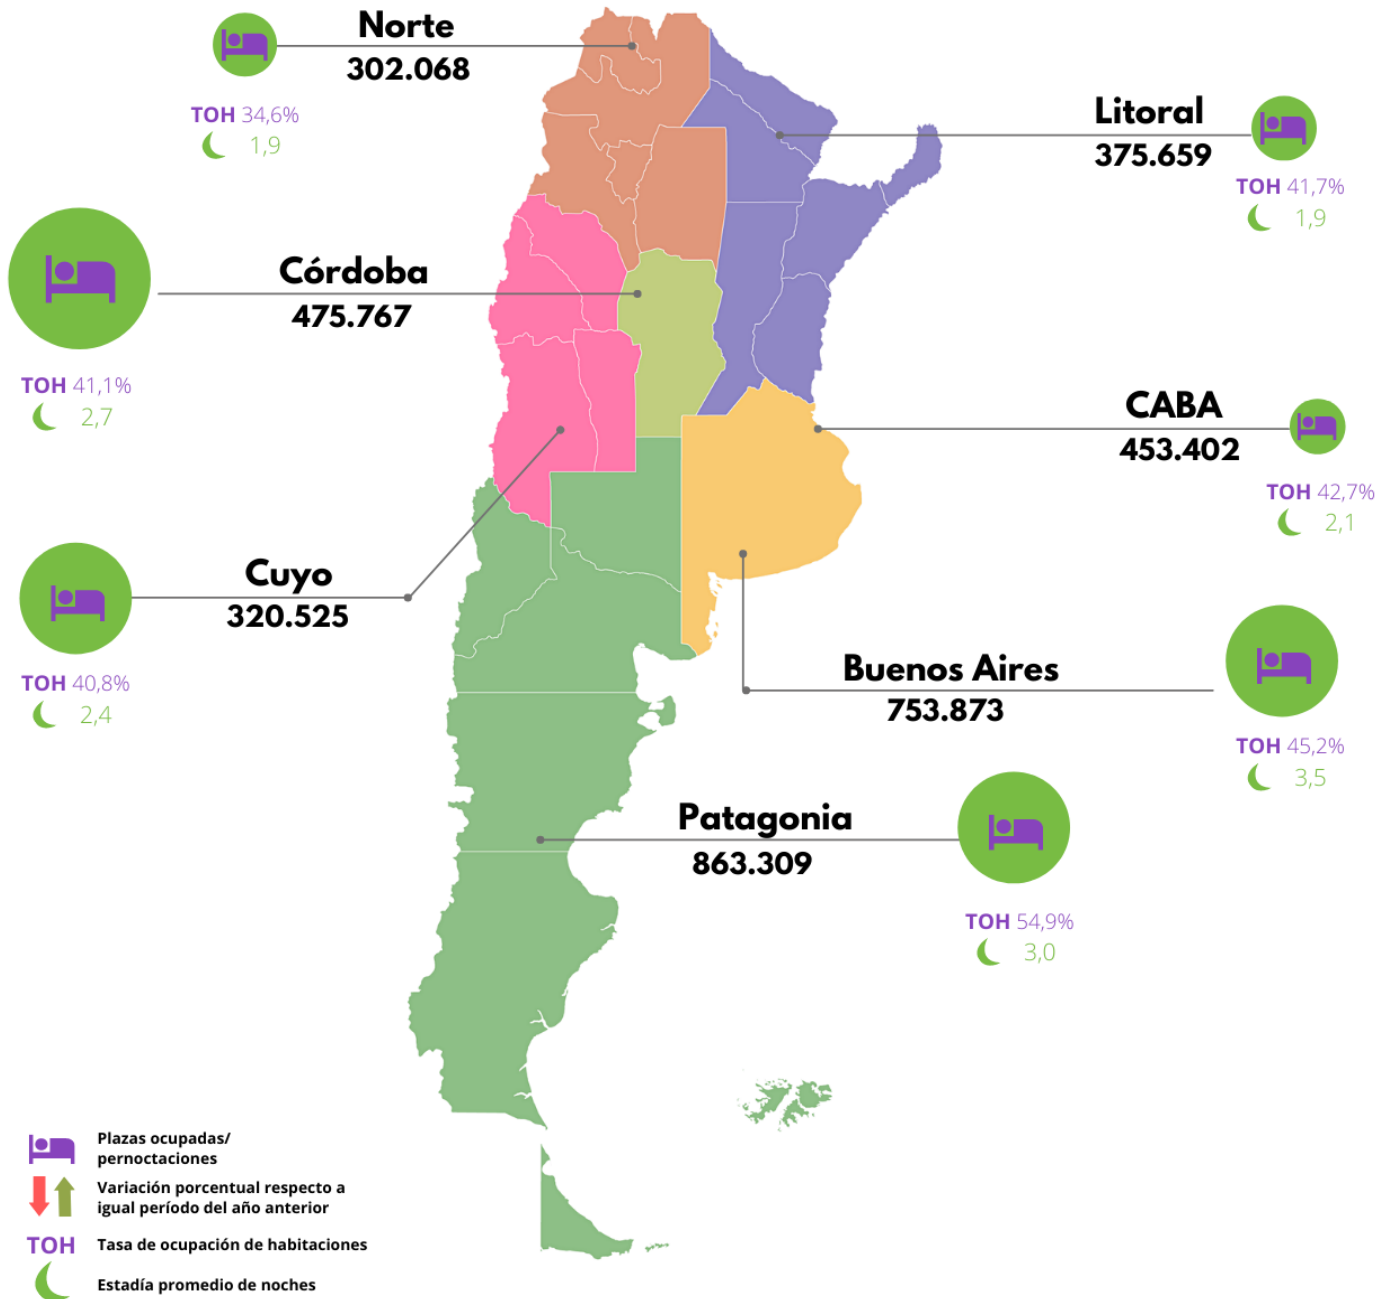 Norte
302.068
TOH 34,6%
1,9
Litoral
375.659
TOH 41,7%
1,9
Córdoba
475.767
TOH 41,1%
2,7
CABA
453.402
TOH 42,7%
2,1
Cuyo
320.525
TOH 40,8%
2,4
Buenos Aires
753.873
TOH 45,2%
3,5
Patagonia
863.309
TOH 54,9%
3,0
Plazas ocupadas/
pernoctaciones
Variación porcentual respecto a
igual período del año anterior
TOH Tasa de ocupación de habitaciones
Estadía promedio de noches